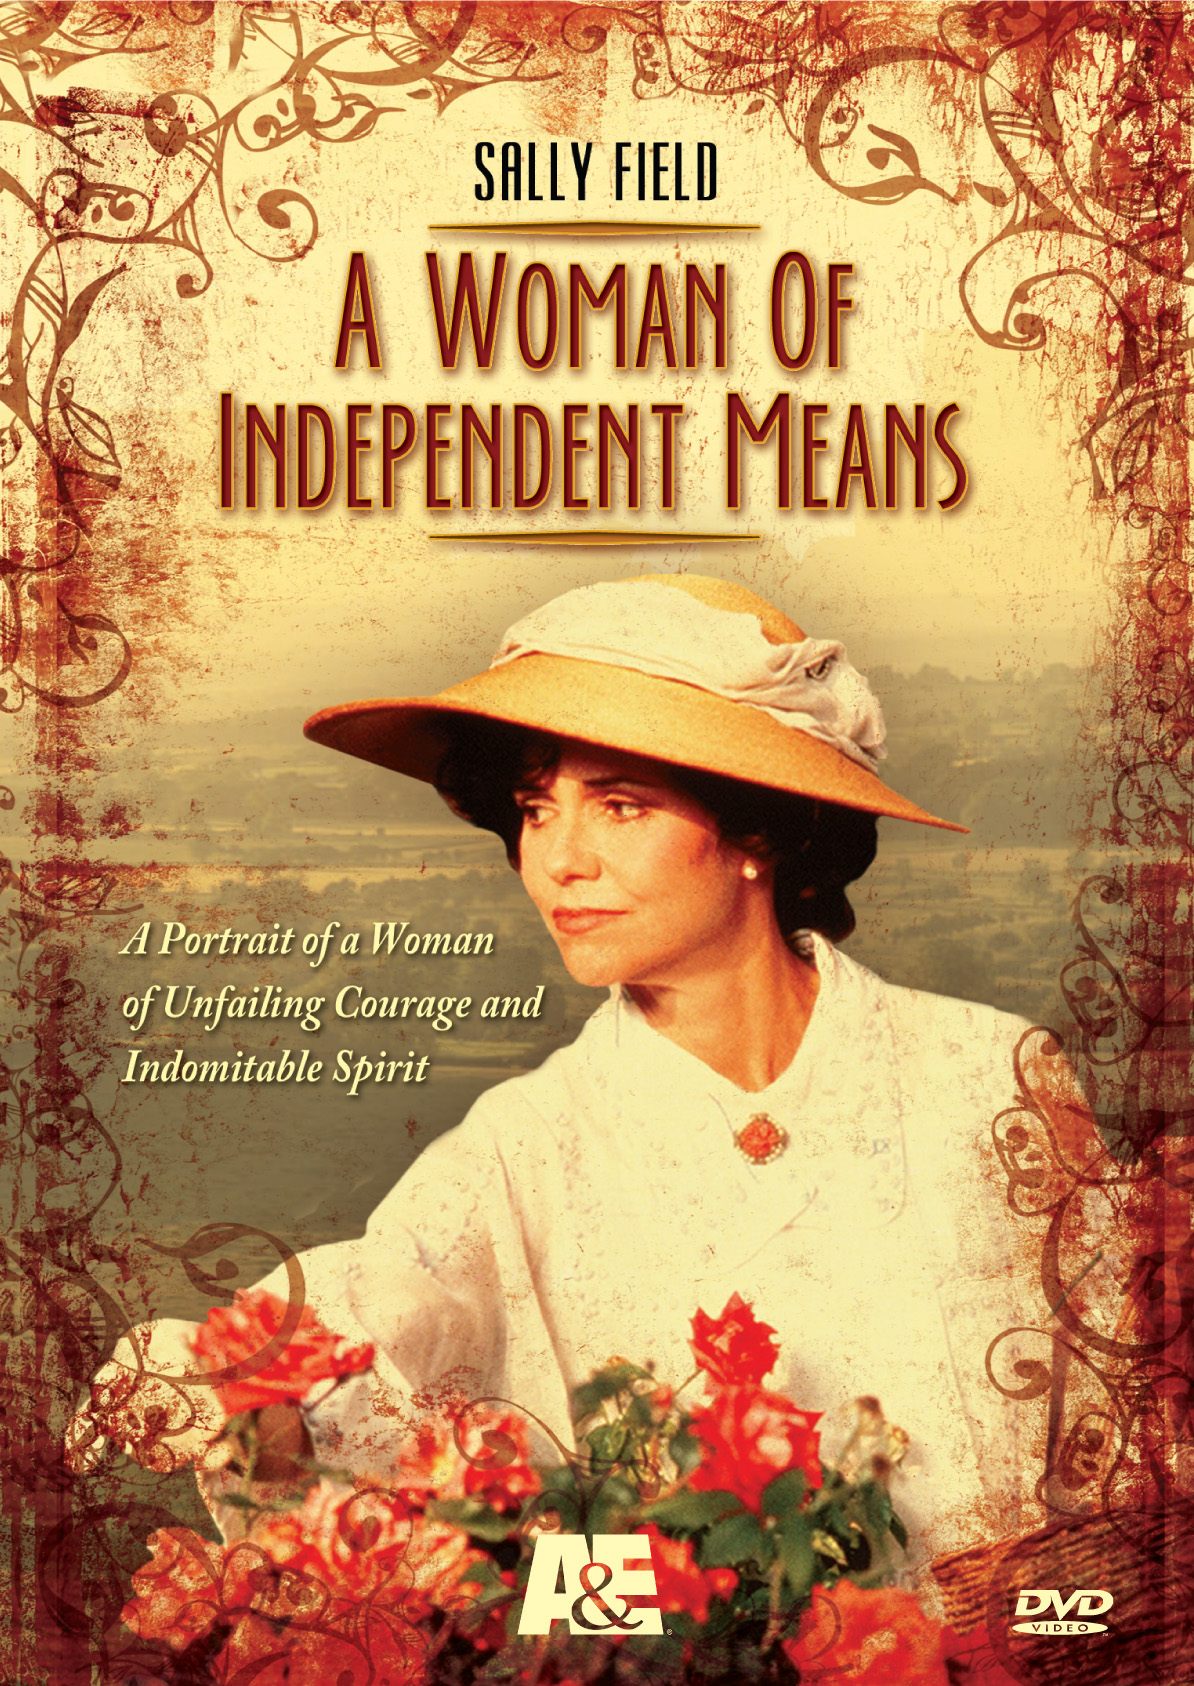 SALLY FIELD
A WOMAN OF
INDEPENDENT MEANS
A Portrait of a Woman
of Unfailing Courage and
Indomitable Spirit
A&E
DVD
VIDEO